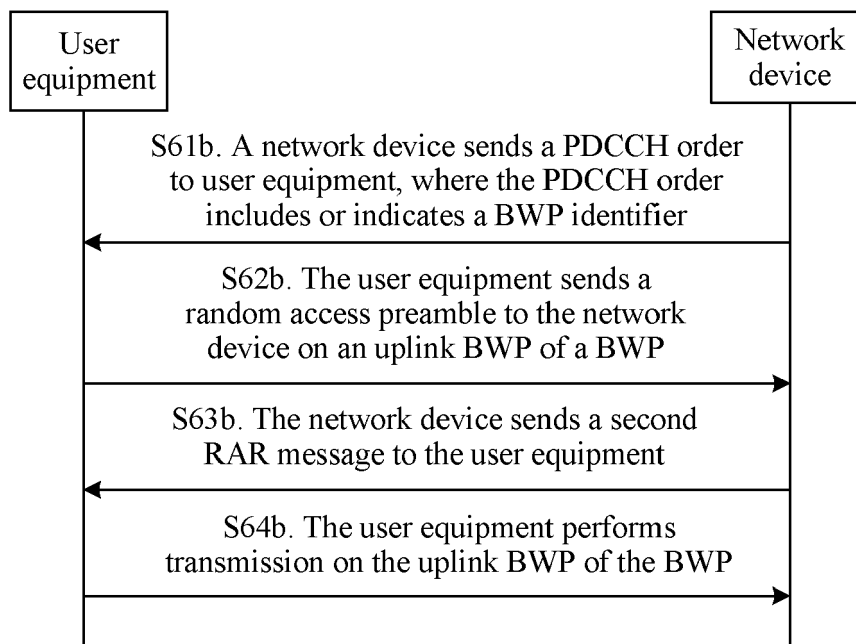 User
equipment
Network
device
S61b. A network device sends a PDCCH order
to user equipment, where the PDCCH order
includes or indicates a BWP identifier
S62b. The user equipment sends a
random access preamble to the network
device on an uplink BWP of a BWP
S63b. The network device sends a second
RAR message to the user equipment
S64b. The user equipment performs
transmission on the uplink BWP of the BWP